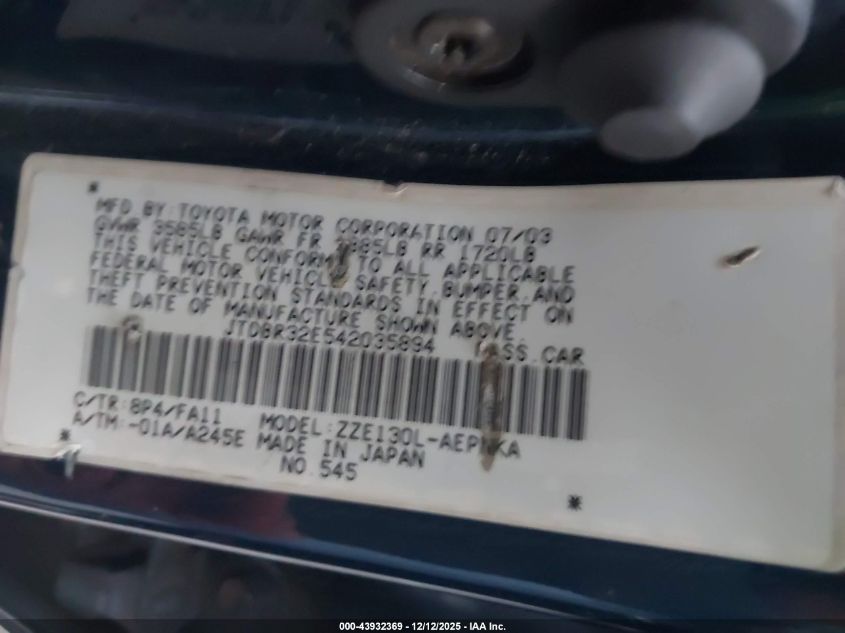 MFD BY: TOYOTA MOTOR CORPORATION 07/03
GVWR 3585LB GAWR FR 1885LB RR 1720LB
THIS VEHICLE CONFORMS TO ALL APPLICABLE
FEDERAL MOTOR VEHICLE SAFETY, BUMPER, AND
THEFT PREVENTION STANDARDS IN EFFECT ON
THE DATE OF MANUFACTURE SHOWN ABOVE.
JTDBR32E542035894 PASS. CAR
C/TR: 8P4/FA11 MODEL: ZZE130L-AEPNKA
A/TM: -01A/A245E MADE IN JAPAN
NO. 545
000-43932369 - 12/12/2025 - IAA Inc.